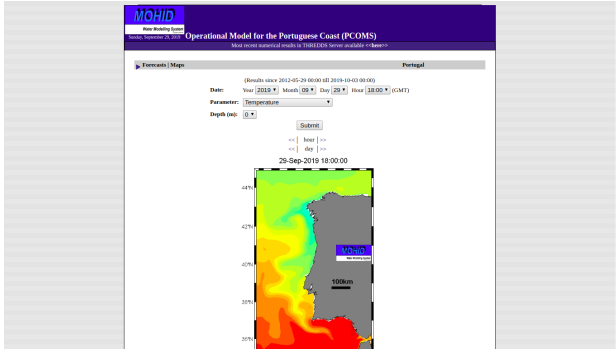 MOHID
Water Modelling System
Sunday, September 29, 2019
Operational Model for the Portuguese Coast (PCOMS)
Most recent numerical results in THREDDS Server available <<here>>
Forecasts | Maps
Portugal
(Results since 2012-05-29 00:00 till 2019-10-03 00:00)
Date: Year 2019 Month 09 Day 29 Hour 18:00 (GMT)
Parameter: Temperature
Depth (m): 0
Submit
<< | hour | >>
<< | day | >>
29-Sep-2019 18:00:00
44°N
42°N
MOHID
Water Modelling System
40°N
100km
38°N
36°N